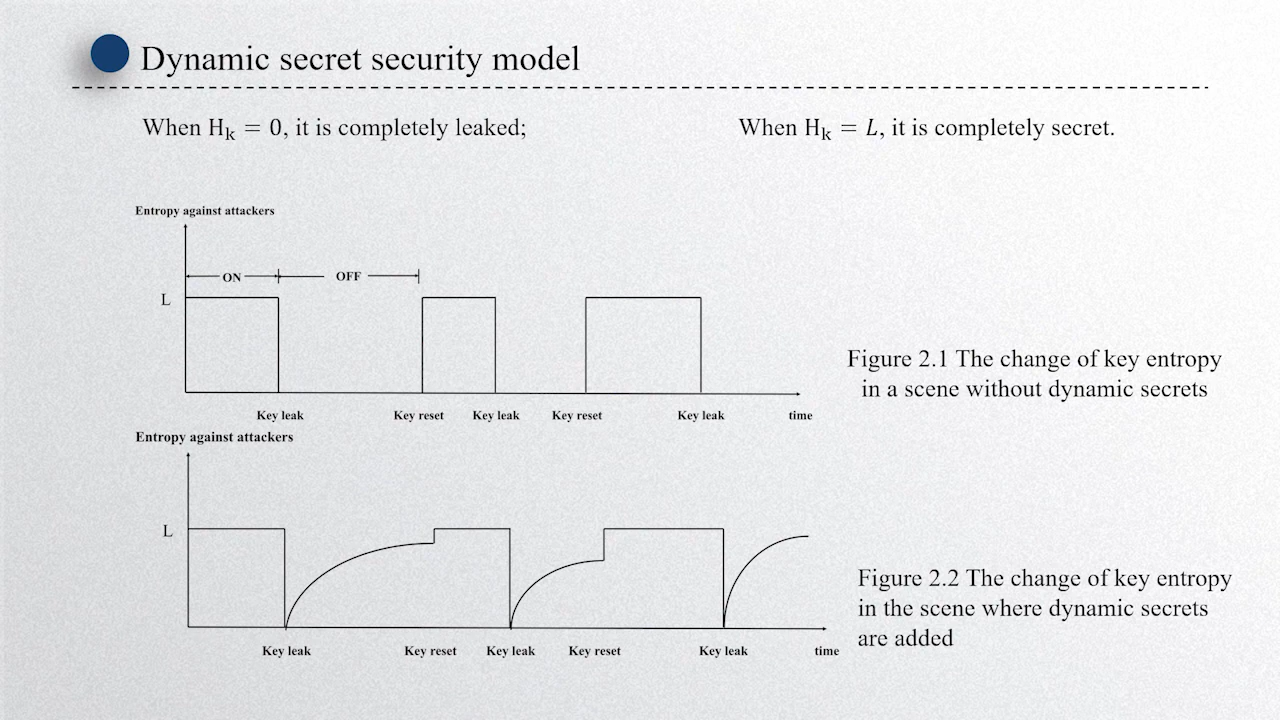 Dynamic secret security model
When Hₖ = 0, it is completely leaked;
When Hₖ = L, it is completely secret.
Entropy against attackers
ON
OFF
L
Key leak
Key reset
Key leak
Key reset
Key leak
time
Figure 2.1 The change of key entropy
in a scene without dynamic secrets
Entropy against attackers
L
Key leak
Key reset
Key leak
Key reset
Key leak
time
Figure 2.2 The change of key entropy
in the scene where dynamic secrets
are added